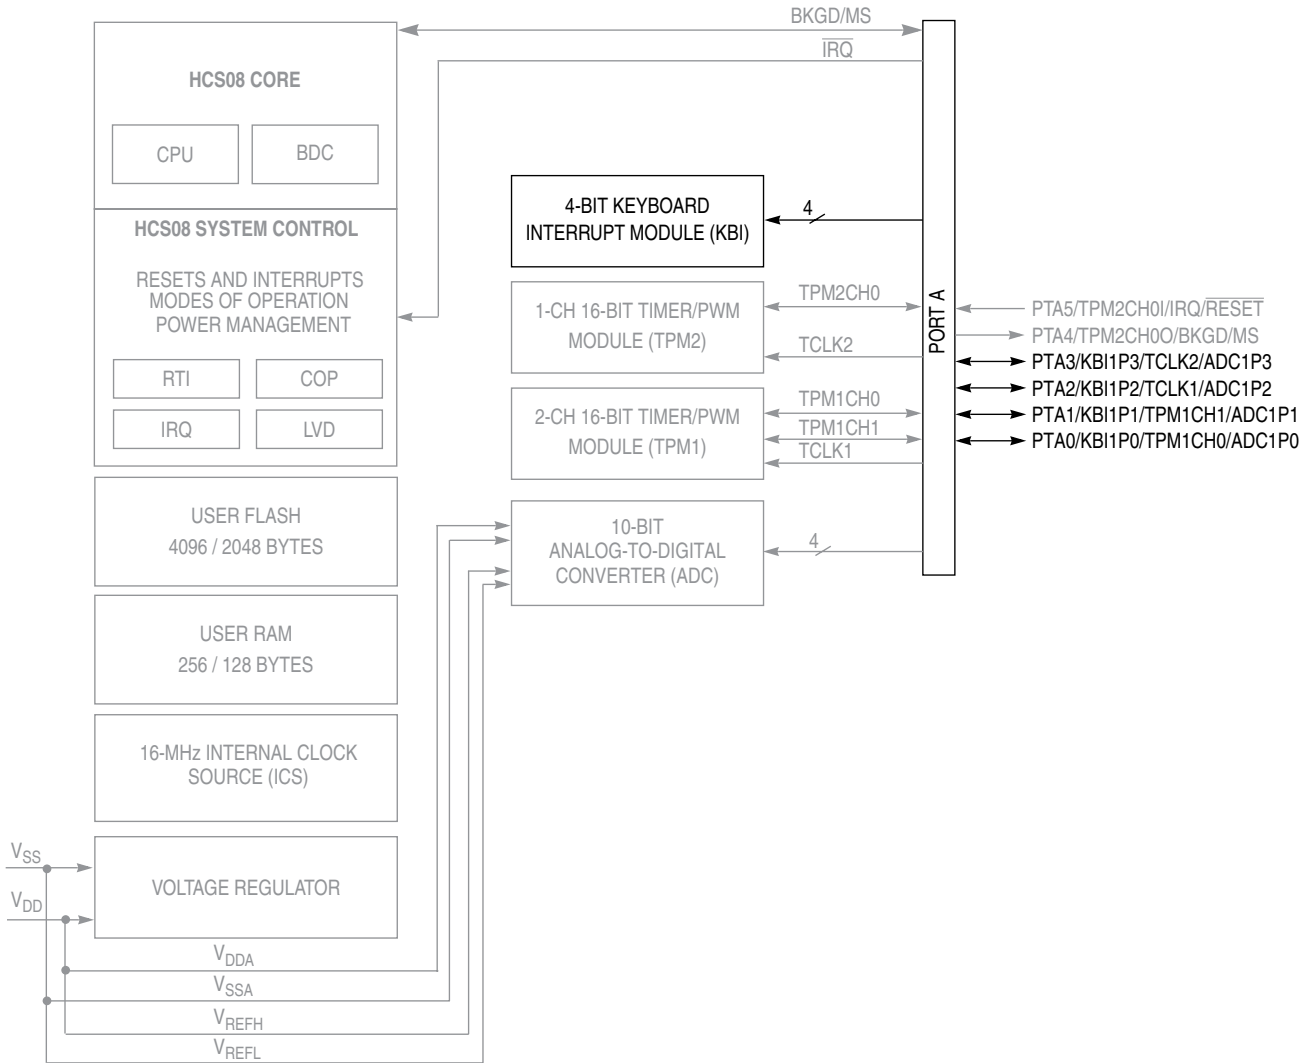 BKGD/MS
IRQ
HCS08 CORE
CPU
BDC
HCS08 SYSTEM CONTROL
RESETS AND INTERRUPTS
MODES OF OPERATION
POWER MANAGEMENT
RTI
COP
IRQ
LVD
USER FLASH
4096 / 2048 BYTES
USER RAM
256 / 128 BYTES
16-MHz INTERNAL CLOCK
SOURCE (ICS)
VOLTAGE REGULATOR
VSS
VDD
VDDA
VSSA
VREFH
VREFL
4-BIT KEYBOARD
INTERRUPT MODULE (KBI)
4
1-CH 16-BIT TIMER/PWM
MODULE (TPM2)
TPM2CH0
TCLK2
2-CH 16-BIT TIMER/PWM
MODULE (TPM1)
TPM1CH0
TPM1CH1
TCLK1
10-BIT
ANALOG-TO-DIGITAL
CONVERTER (ADC)
4
PORT A
PTA5/TPM2CH0I/IRQ/RESET
PTA4/TPM2CH0O/BKGD/MS
PTA3/KBI1P3/TCLK2/ADC1P3
PTA2/KBI1P2/TCLK1/ADC1P2
PTA1/KBI1P1/TPM1CH1/ADC1P1
PTA0/KBI1P0/TPM1CH0/ADC1P0